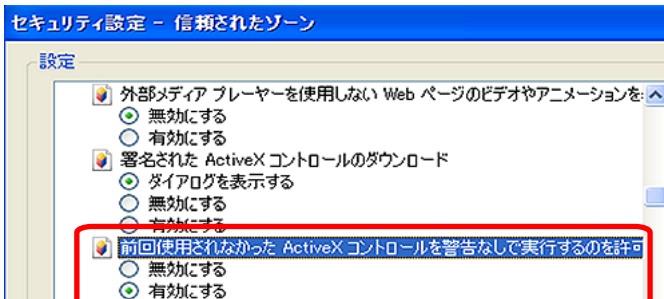 セキュリティ設定 - 信頼されたゾーン
設定
外部メディア プレーヤーを使用しない Web ページのビデオやアニメーションを
無効にする
有効にする
署名された ActiveX コントロールのダウンロード
ダイアログを表示する
無効にする
有効にする
前回使用されなかった ActiveX コントロールを警告なしで実行するのを許可
無効にする
有効にする